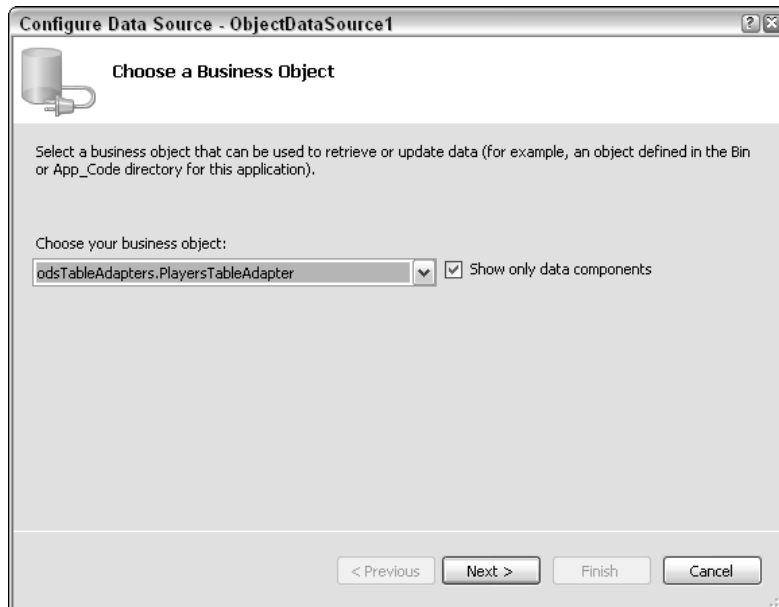 Configure Data Source - ObjectDataSource1
Choose a Business Object
Select a business object that can be used to retrieve or update data (for example, an object defined in the Bin
or App_Code directory for this application).
Choose your business object:
odsTableAdapters.PlayersTableAdapter
Show only data components
< Previous
Next >
Finish
Cancel